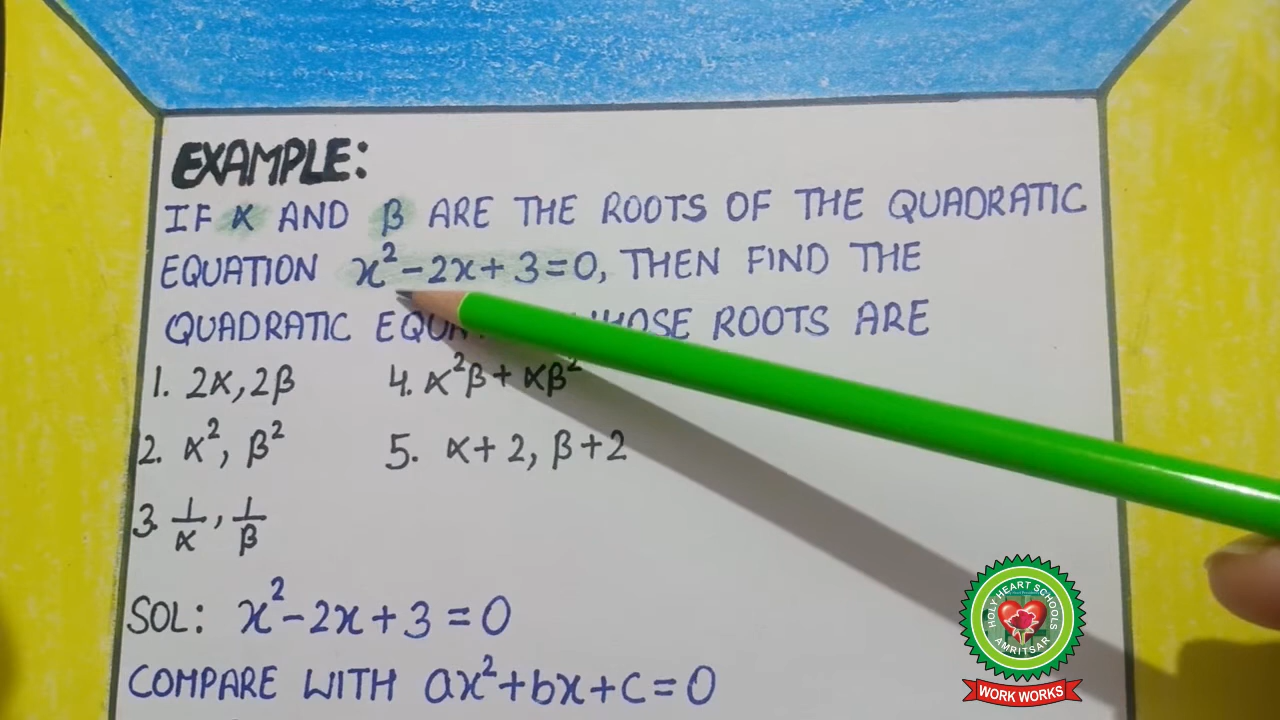 EXAMPLE:
IF α AND β ARE THE ROOTS OF THE QUADRATIC
EQUATION x²-2x+3=0, THEN FIND THE
QUADRATIC ROOTS ARE
1. 2α, 2β
4. α²β+αβ²
2. α², β²
5. α+2, β+2
3. 1/α, 1/β
SOL: x²-2x+3=0
COMPARE WITH ax²+bx+c=0
HOLY HEART SCHOOLS
AMRITSAR
WORK WORKS